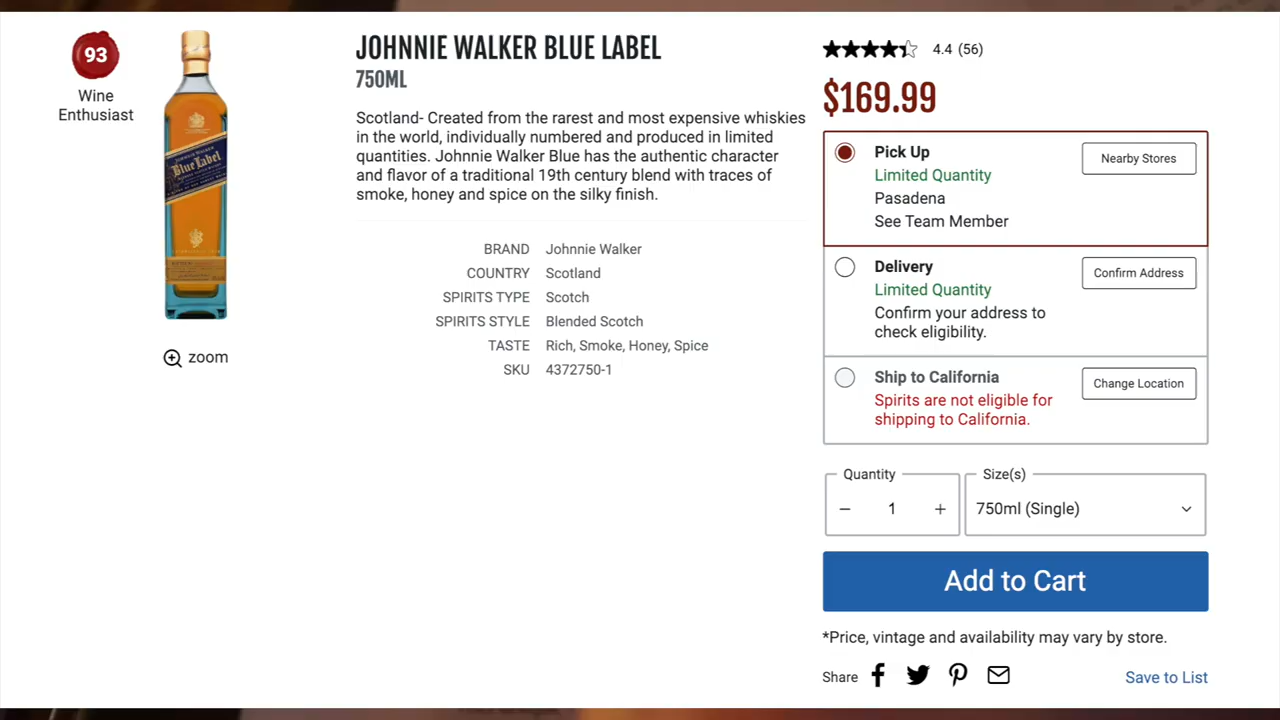 93
Wine
Enthusiast
JOHNNIE WALKER
Blue Label
zoom
JOHNNIE WALKER BLUE LABEL
750ML
Scotland- Created from the rarest and most expensive whiskies
in the world, individually numbered and produced in limited
quantities. Johnnie Walker Blue has the authentic character
and flavor of a traditional 19th century blend with traces of
smoke, honey and spice on the silky finish.
BRAND Johnnie Walker
COUNTRY Scotland
SPIRITS TYPE Scotch
SPIRITS STYLE Blended Scotch
TASTE Rich, Smoke, Honey, Spice
SKU 4372750-1
4.4 (56)
$169.99
Pick Up
Nearby Stores
Limited Quantity
Pasadena
See Team Member
Delivery
Confirm Address
Limited Quantity
Confirm your address to
check eligibility.
Ship to California
Change Location
Spirits are not eligible for
shipping to California.
Quantity
Size(s)
− 1 +
750ml (Single)
Add to Cart
*Price, vintage and availability may vary by store.
Share
Save to List